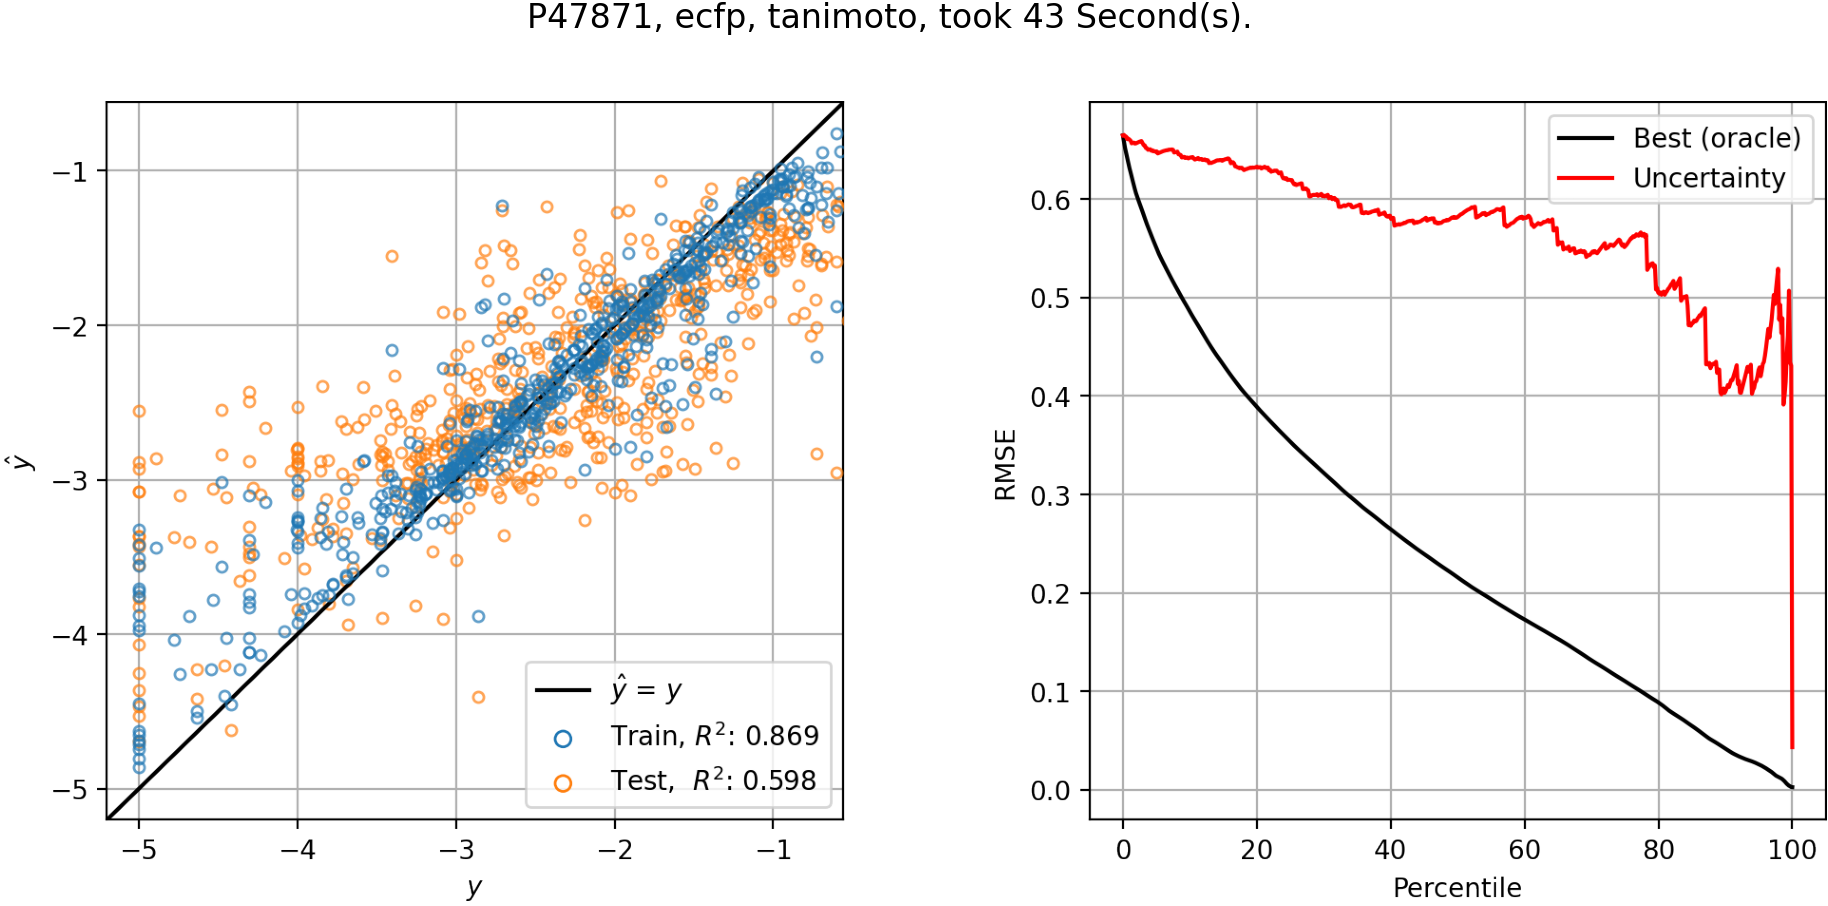 P47871, ecfp, tanimoto, took 43 Second(s).
−1
−2
−3
−4
−5
ŷ
−5 −4 −3 −2 −1
y
ŷ = y
Train, R²: 0.869
Test, R²: 0.598
0.6
0.5
0.4
0.3
0.2
0.1
0.0
RMSE
0 20 40 60 80 100
Percentile
Best (oracle)
Uncertainty